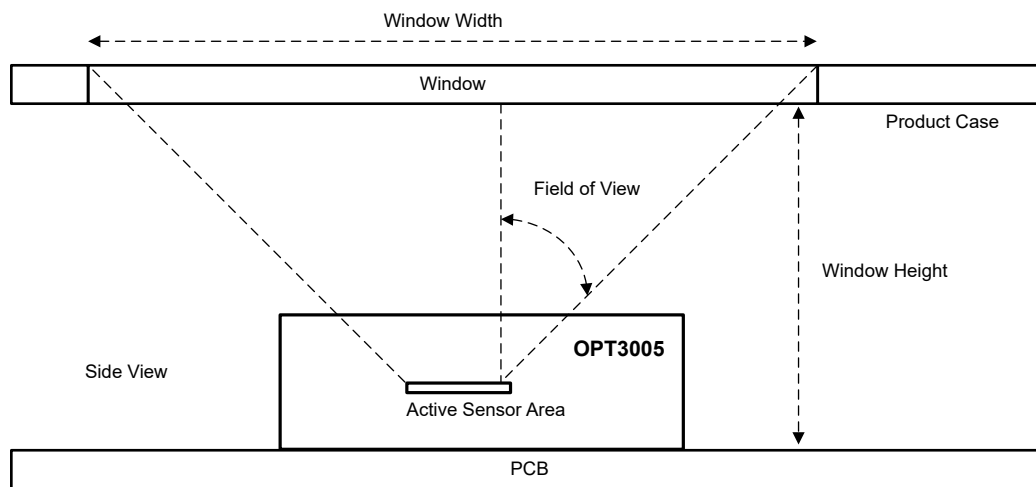 Window Width
Window
Product Case
Field of View
Window Height
OPT3005
Side View
Active Sensor Area
PCB